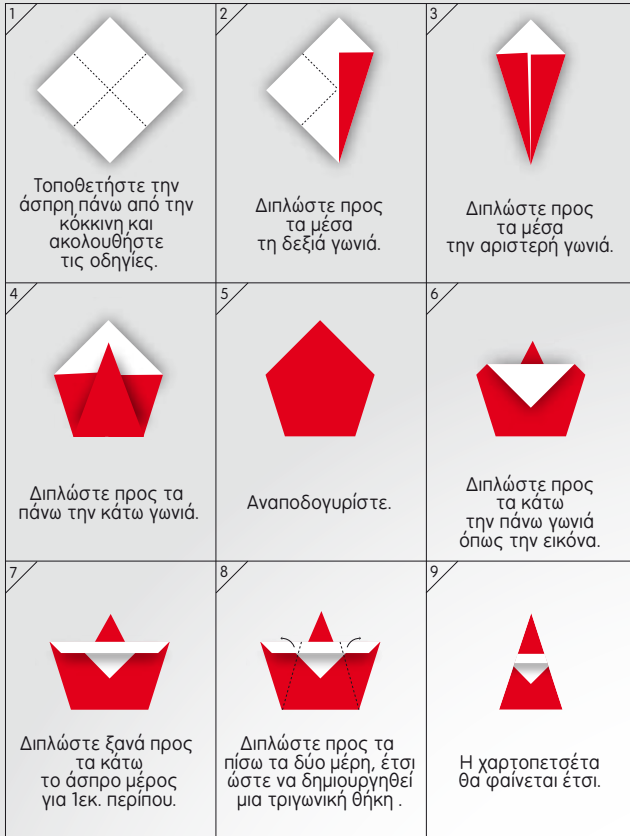 1
Τοποθετήστε την
άσπρη πάνω από την
κόκκινη και
ακολουθήστε
τις οδηγίες.
2
Διπλώστε προς
τα μέσα
τη δεξιά γωνιά.
3
Διπλώστε προς
τα μέσα
την αριστερή γωνιά.
4
Διπλώστε προς τα
πάνω την κάτω γωνιά.
5
Αναποδογυρίστε.
6
Διπλώστε προς
τα κάτω
την πάνω γωνιά
όπως την εικόνα.
7
Διπλώστε ξανά προς
τα κάτω
το άσπρο μέρος
για 1εκ. περίπου.
8
Διπλώστε προς τα
πίσω τα δύο μέρη, έτσι
ώστε να δημιουργηθεί
μια τριγωνική θήκη .
9
Η χαρτοπετσέτα
θα φαίνεται έτσι.